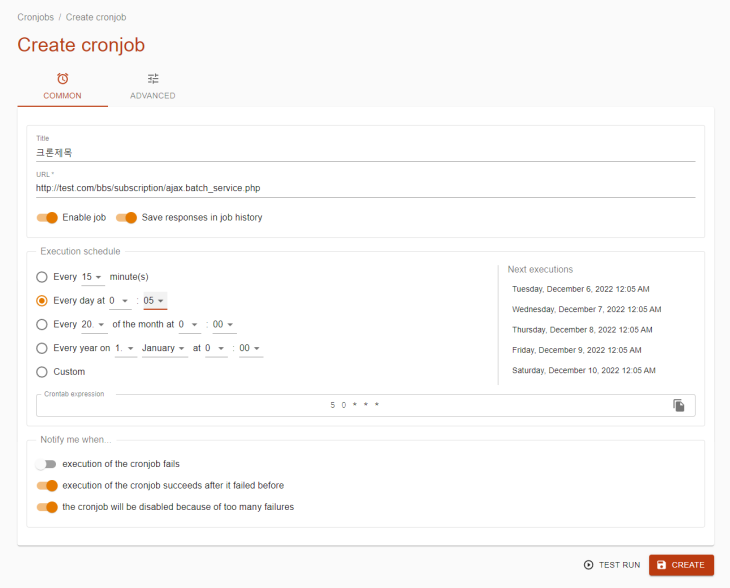 Cronjobs / Create cronjob
Create cronjob
COMMON
ADVANCED
Title
크론제목
URL *
http://test.com/bbs/subscription/ajax.batch_service.php
Enable job
Save responses in job history
Execution schedule
Every 15 minute(s)
Every day at 0 : 05
Every 20. of the month at 0 : 00
Every year on 1. January at 0 : 00
Custom
Next executions
Tuesday, December 6, 2022 12:05 AM
Wednesday, December 7, 2022 12:05 AM
Thursday, December 8, 2022 12:05 AM
Friday, December 9, 2022 12:05 AM
Saturday, December 10, 2022 12:05 AM
Crontab expression
5 0 * * *
Notify me when...
execution of the cronjob fails
execution of the cronjob succeeds after it failed before
the cronjob will be disabled because of too many failures
TEST RUN
CREATE